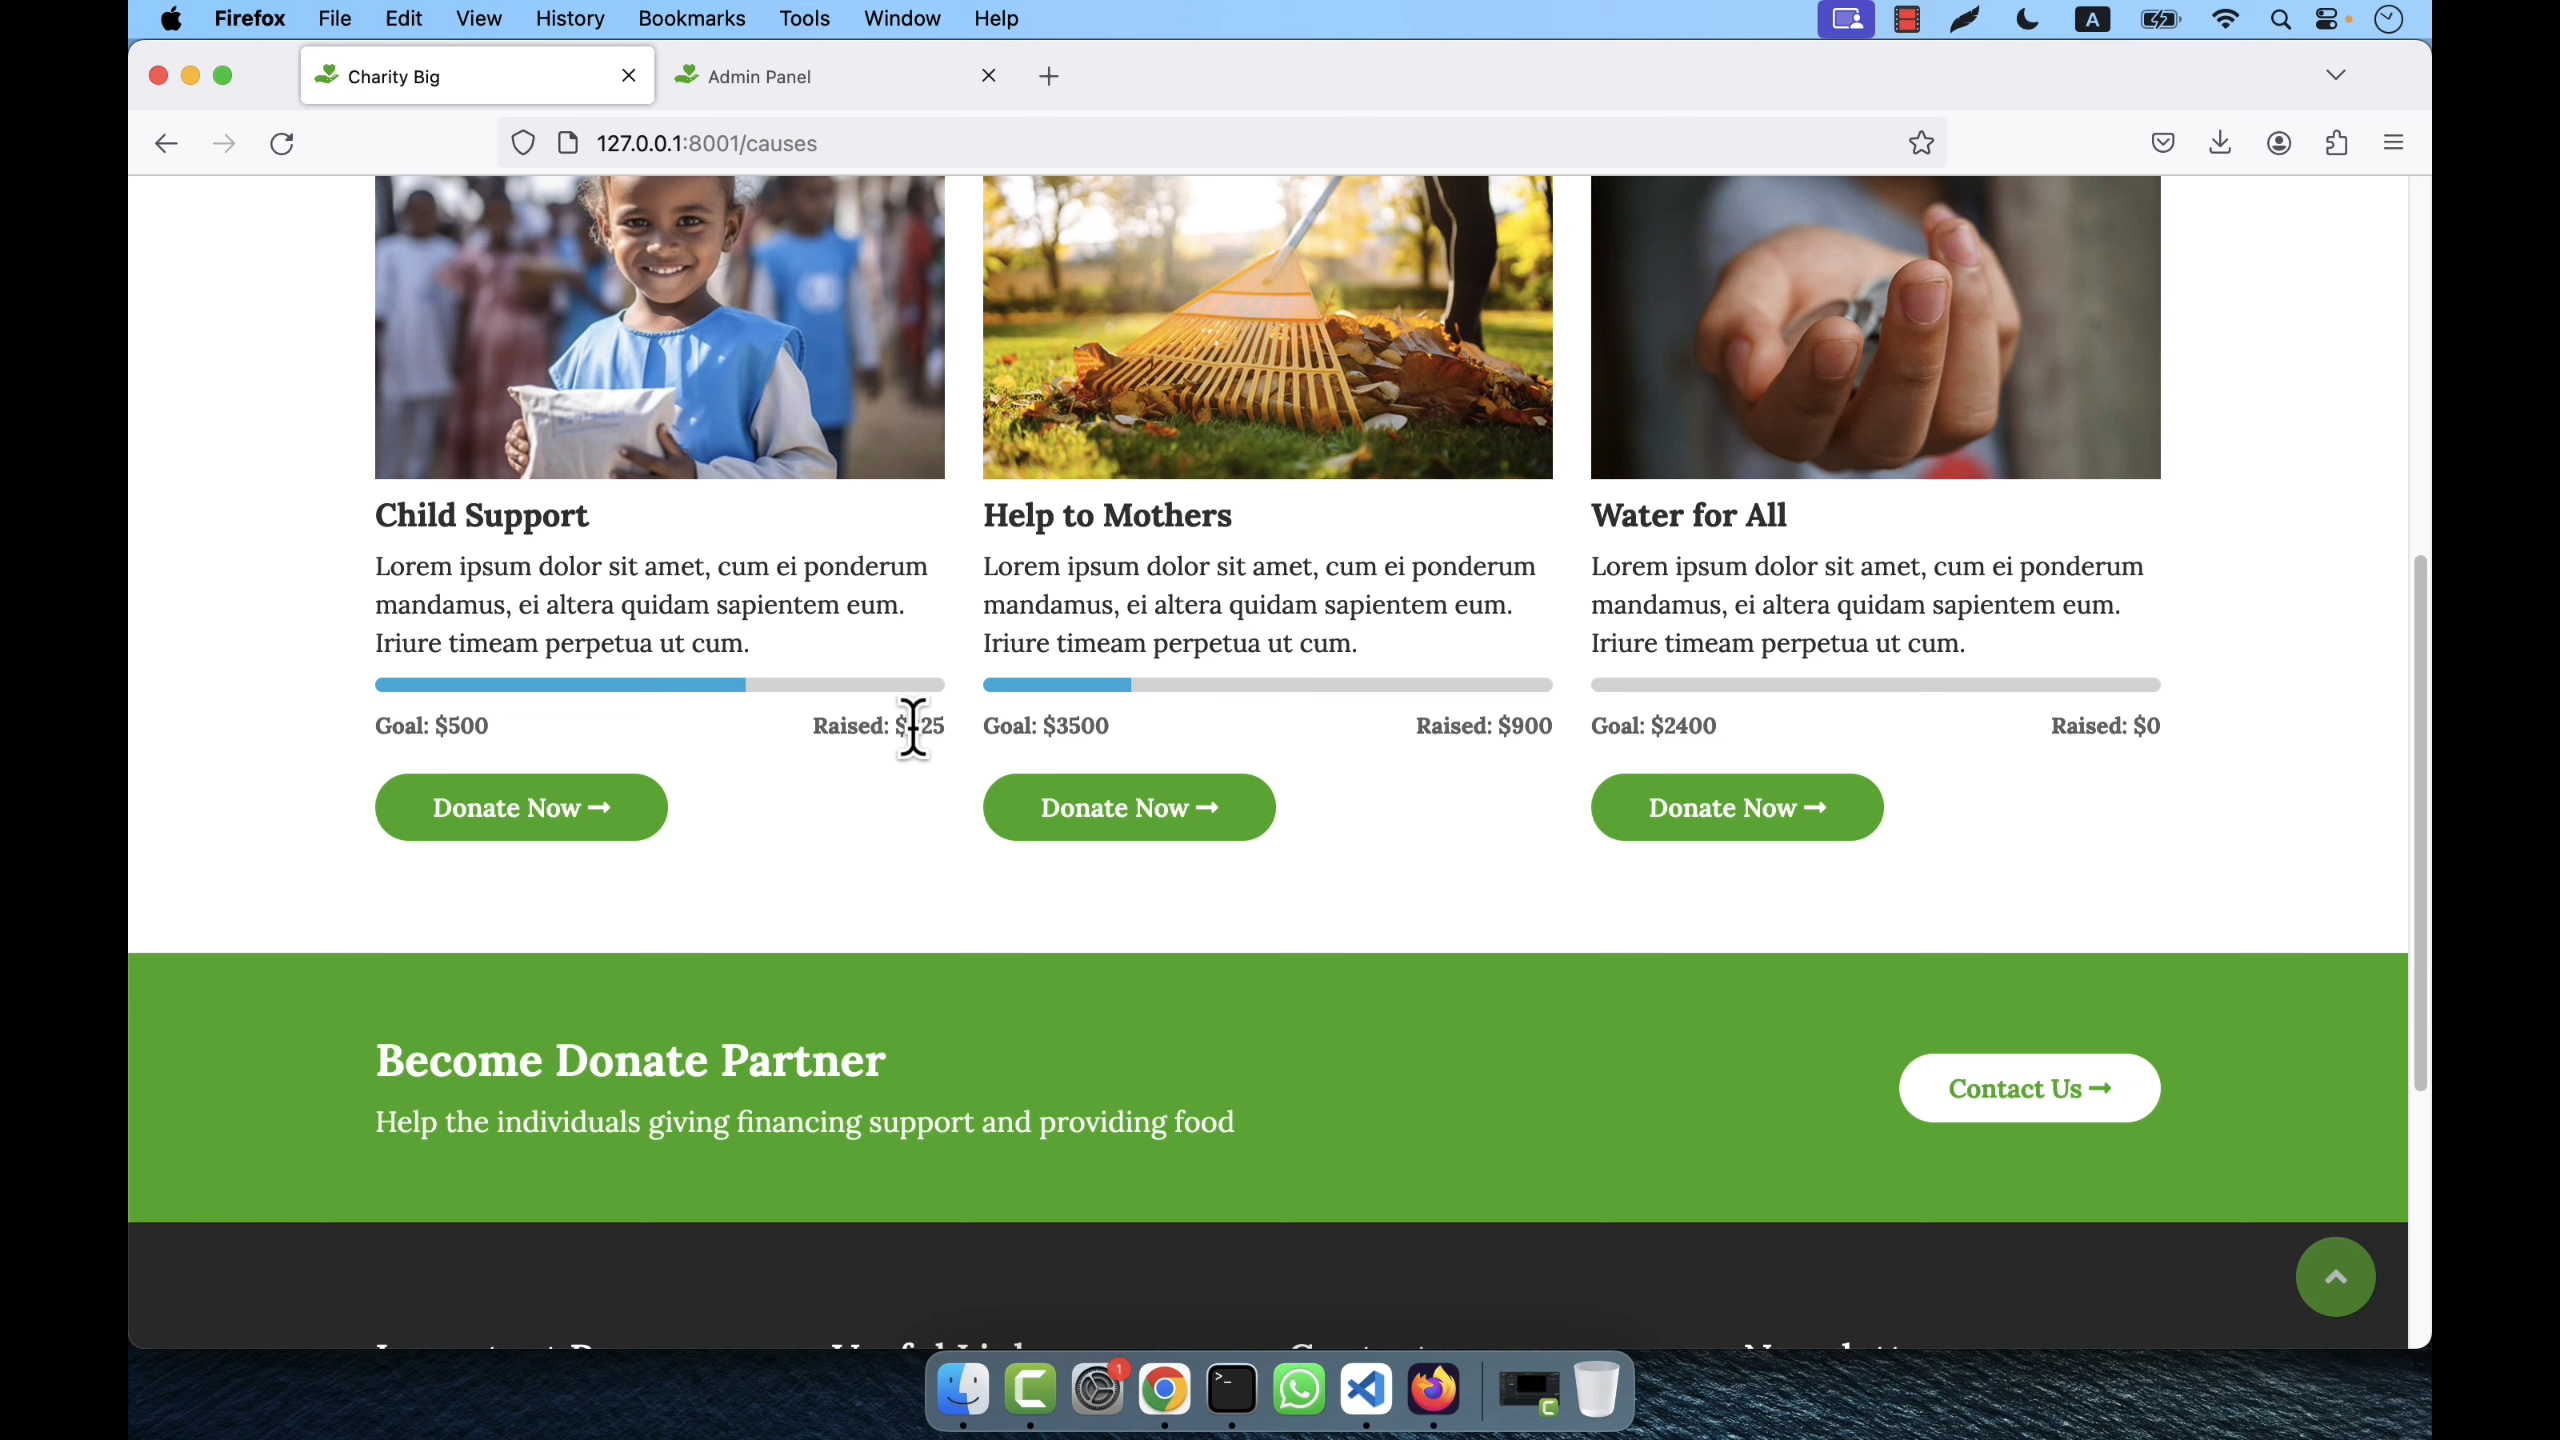 Firefox File Edit View History Bookmarks Tools Window Help
A
Charity Big
Admin Panel
127.0.0.1:8001/causes
Child Support
Lorem ipsum dolor sit amet, cum ei ponderum
mandamus, ei altera quidam sapientem eum.
Iriure timeam perpetua ut cum.
Goal: $500 Raised:
Donate Now
Help to Mothers
Lorem ipsum dolor sit amet, cum ei ponderum
mandamus, ei altera quidam sapientem eum.
Iriure timeam perpetua ut cum.
Goal: $3500 Raised: $900
Donate Now
Water for All
Lorem ipsum dolor sit amet, cum ei ponderum
mandamus, ei altera quidam sapientem eum.
Iriure timeam perpetua ut cum.
Goal: $2400 Raised: $0
Donate Now
Become Donate Partner
Help the individuals giving financing support and providing food
Contact Us
1